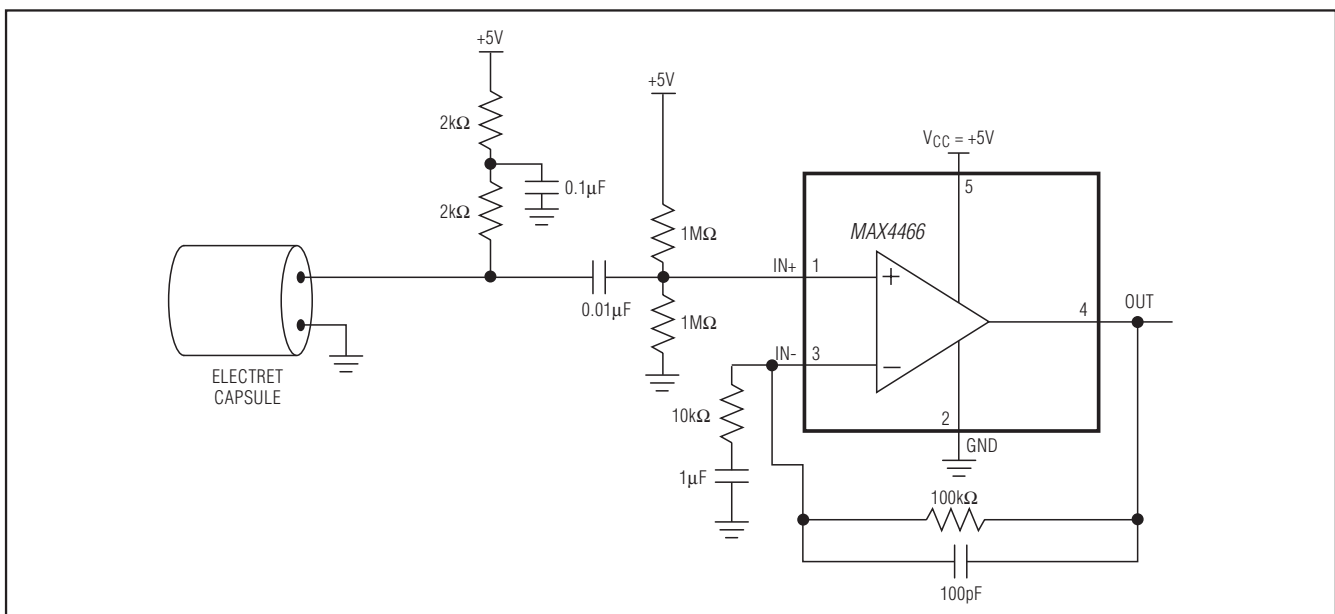 +5V
2kΩ
0.1µF
2kΩ
+5V
1MΩ
1MΩ
0.01µF
ELECTRET
CAPSULE
VCC = +5V
5
MAX4466
IN+ 1
+
IN- 3
−
4
OUT
2
GND
10kΩ
1µF
100kΩ
100pF